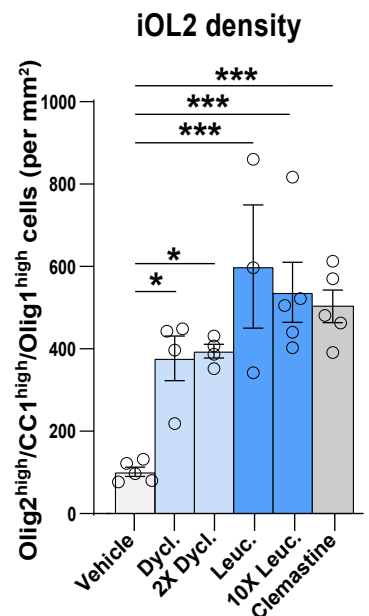 iOL2 density
Olig2high/CC1high/Olig1high cells (per mm2)
1000
800
600
400
200
0
***
***
***
*
*
Vehicle
Dycl.
2X Dycl.
Leuc.
10X Leuc.
Clemastine